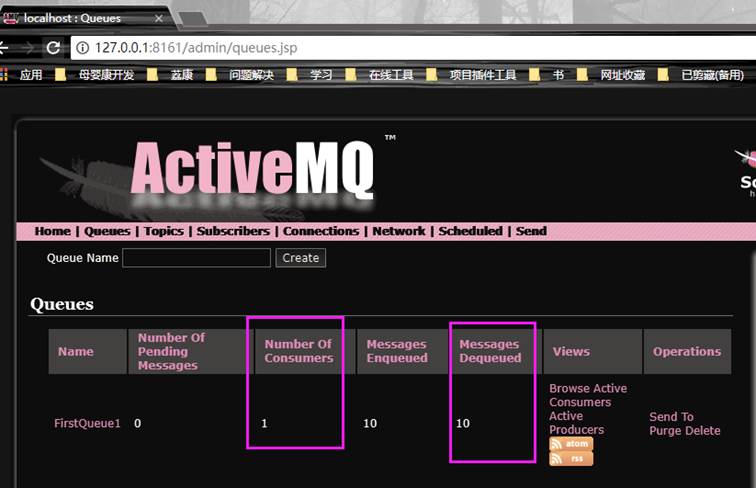 localhost : Queues
127.0.0.1:8161/admin/queues.jsp
应用 母婴康开发 蓝康 问题解决 学习 在线工具 项目插件工具 书 网址收藏 已剪藏(备用)
ActiveMQ™
Home | Queues | Topics | Subscribers | Connections | Network | Scheduled | Send
Queue Name Create
Queues
Name
Number Of
Pending
Messages
Number Of
Consumers
Messages
Enqueued
Messages
Dequeued
Views
Operations
FirstQueue1
0
1
10
10
Browse Active
Consumers
Active
Producers
atom
rss
Send To
Purge Delete